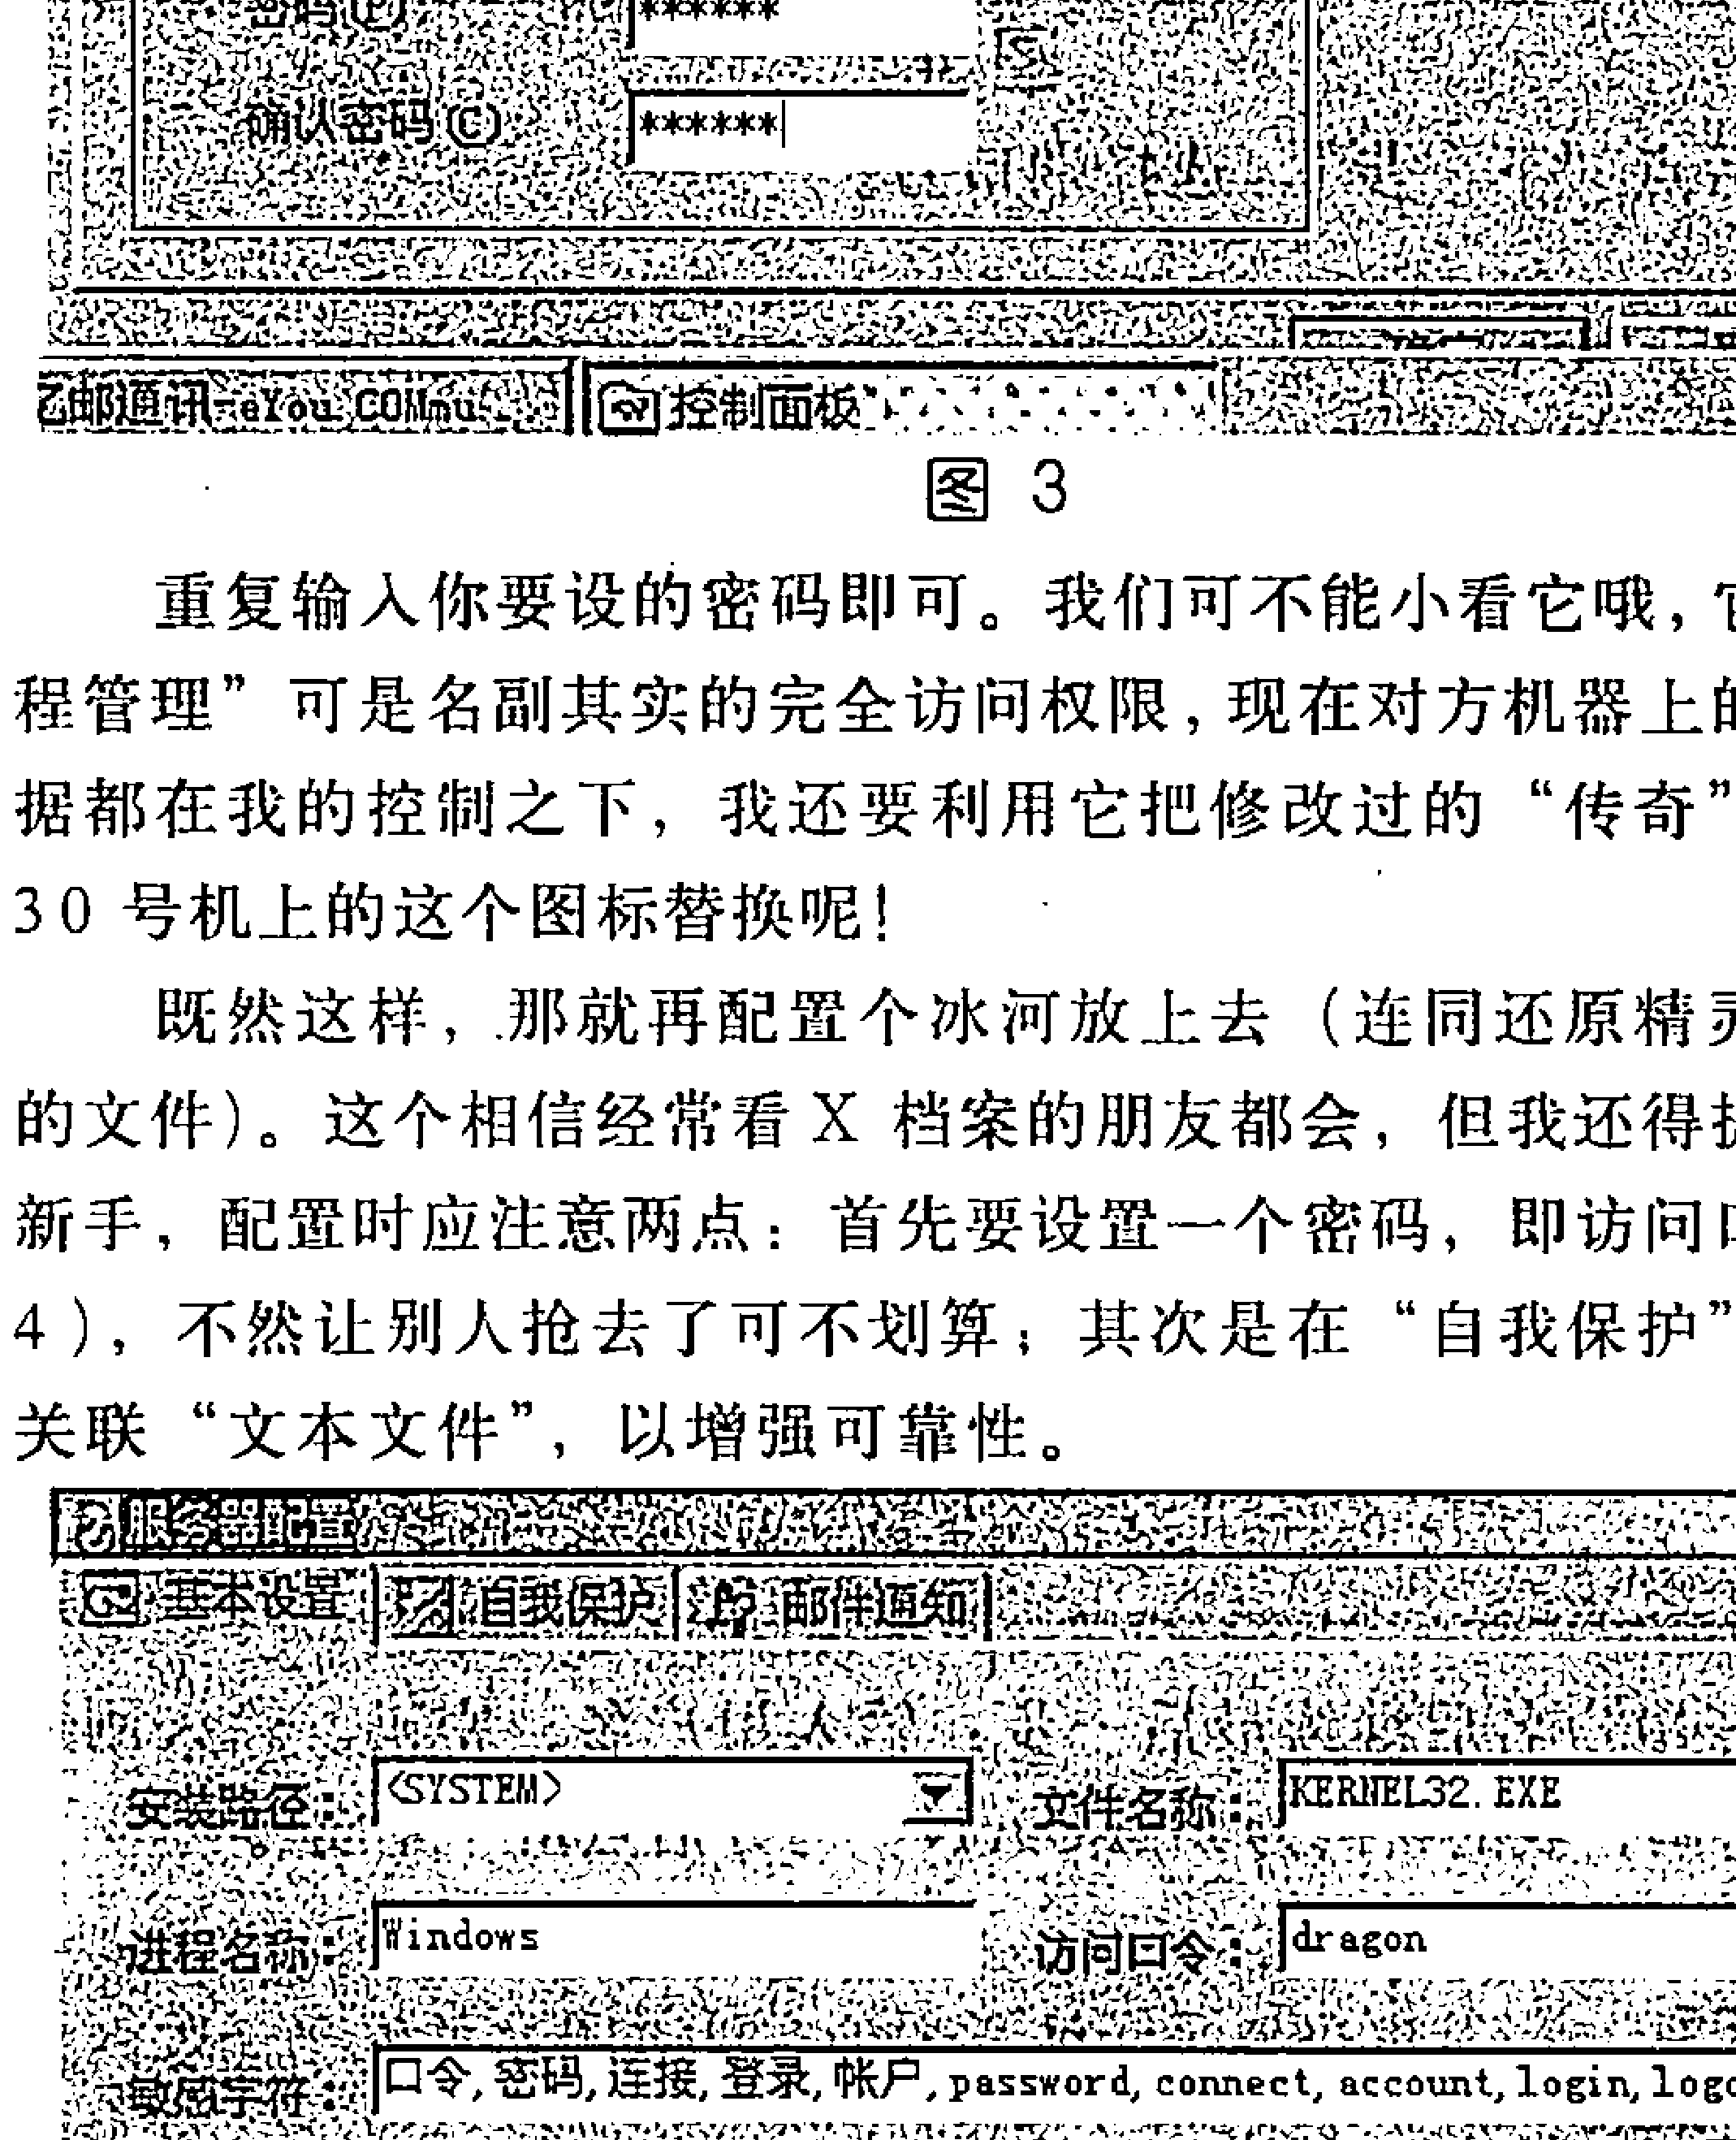 密码(P)
******
确认密码(C)
******
亿邮通讯-eYou COMmu...
控制面板
图 3
重复输入你要设的密码即可。我们可不能小看它哦,
程管理”可是名副其实的完全访问权限,现在对方机器上的
据都在我的控制之下,我还要利用它把修改过的“传奇”
30 号机上的这个图标替换呢!
既然这样,那就再配置个冰河放上去(连同还原精灵
的文件)。这个相信经常看 X 档案的朋友都会,但我还得
新手,配置时应注意两点:首先要设置一个密码,即访问
4),不然让别人抢去了可不划算;其次是在“自我保护”
关联“文本文件”,以增强可靠性。
服务器配置
基本设置 自我保护 邮件通知
安装路径: <SYSTEM> 文件名称: KERNEL32.EXE
进程名称: Windows 访问口令: dragon
敏感字符: 口令,密码,连接,登录,帐户,password,connect,account,login,logo